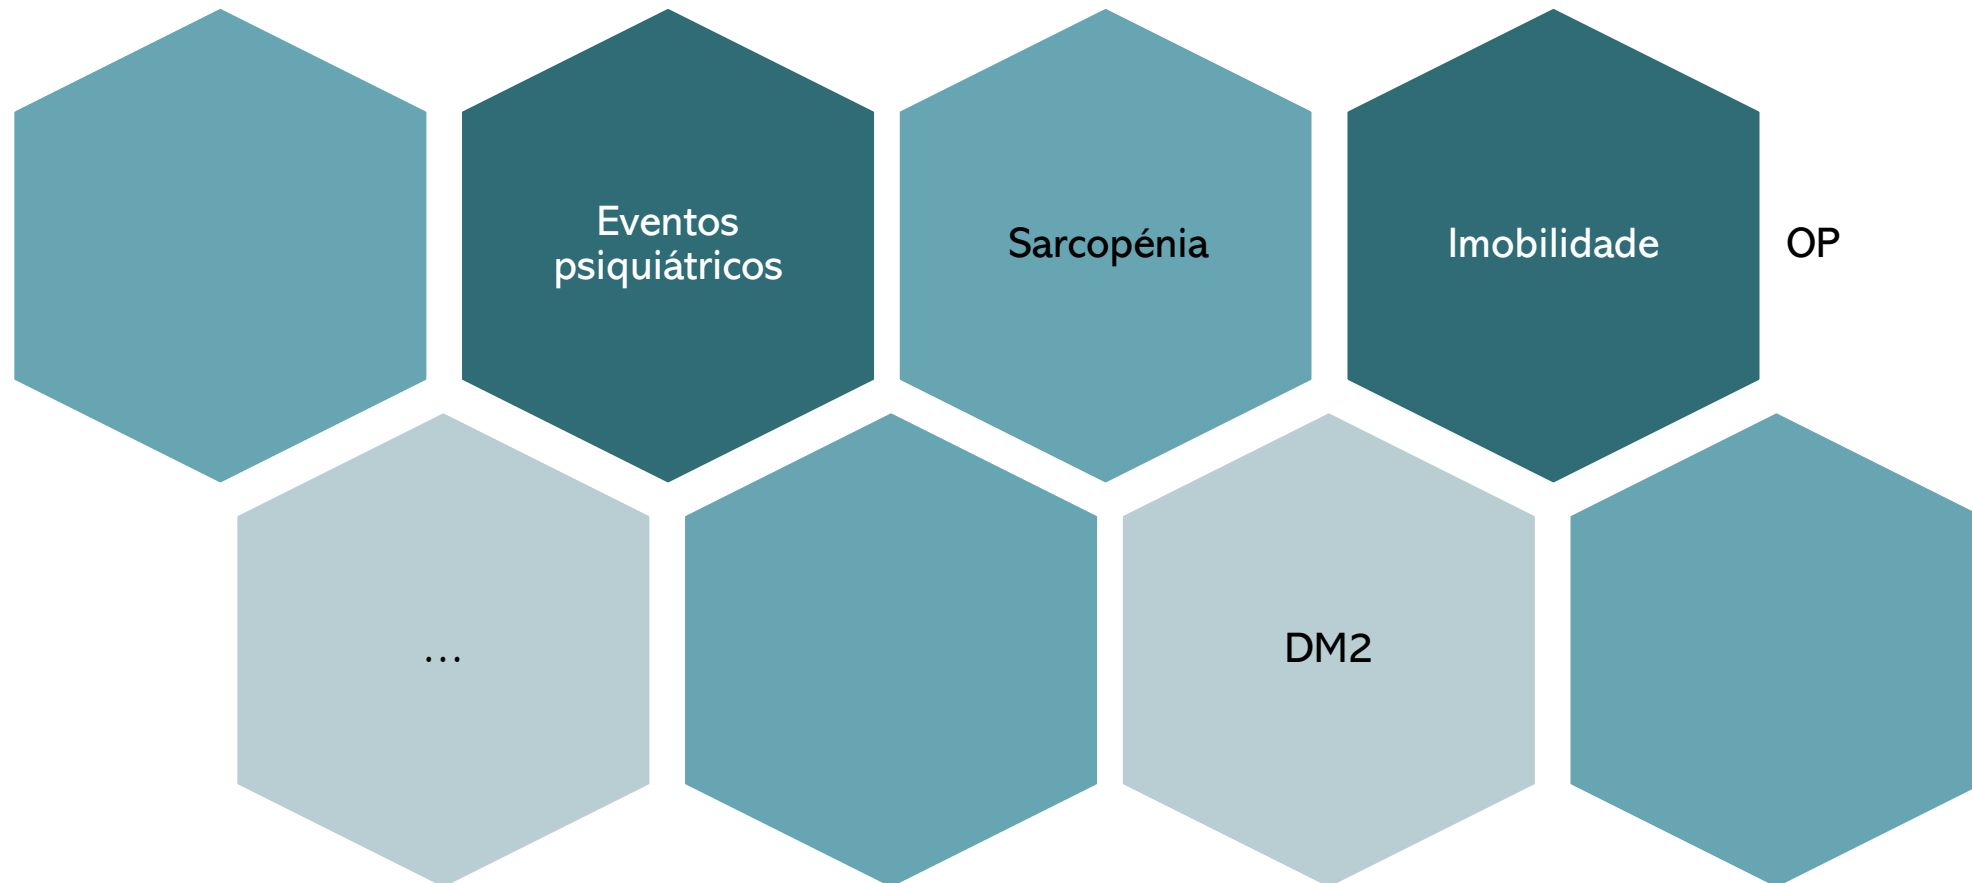 Eventos
psiquiátricos
Sarcopénia
Imobilidade
OP
...
DM2